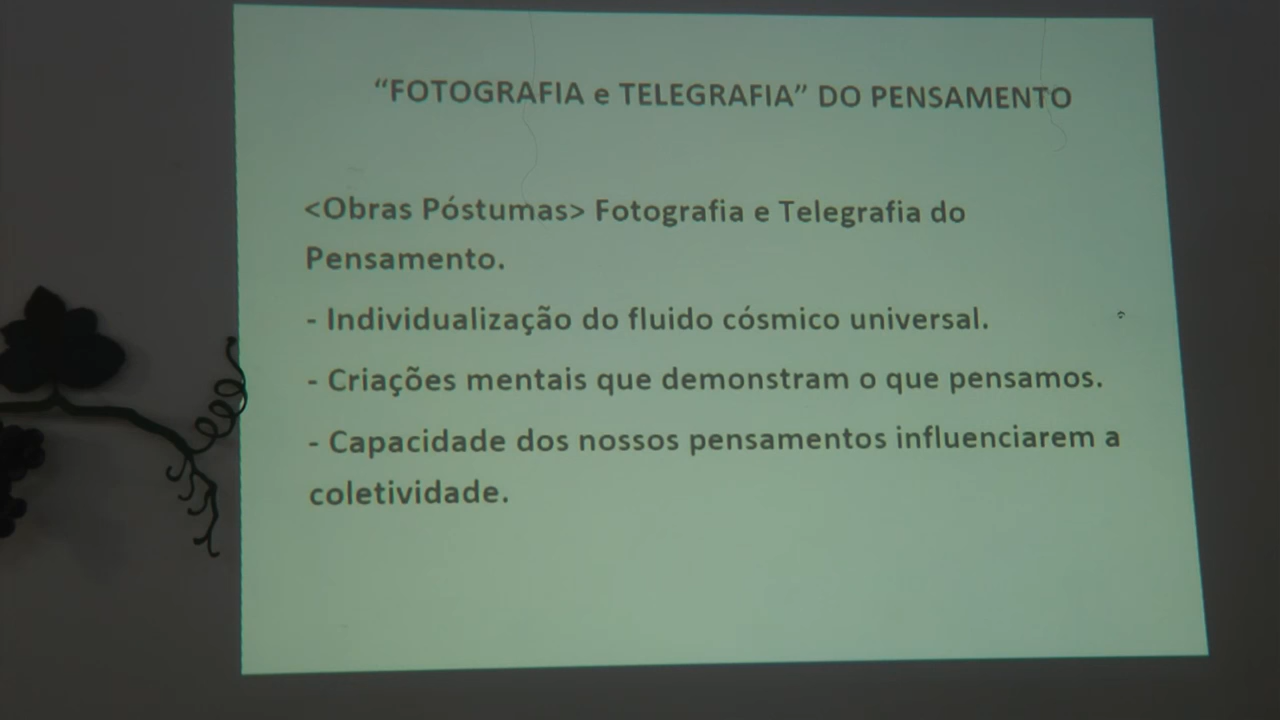 “FOTOGRAFIA e TELEGRAFIA” DO PENSAMENTO
<Obras Póstumas> Fotografia e Telegrafia do
Pensamento.
- Individualização do fluido cósmico universal.
- Criações mentais que demonstram o que pensamos.
- Capacidade dos nossos pensamentos influenciarem a
coletividade.